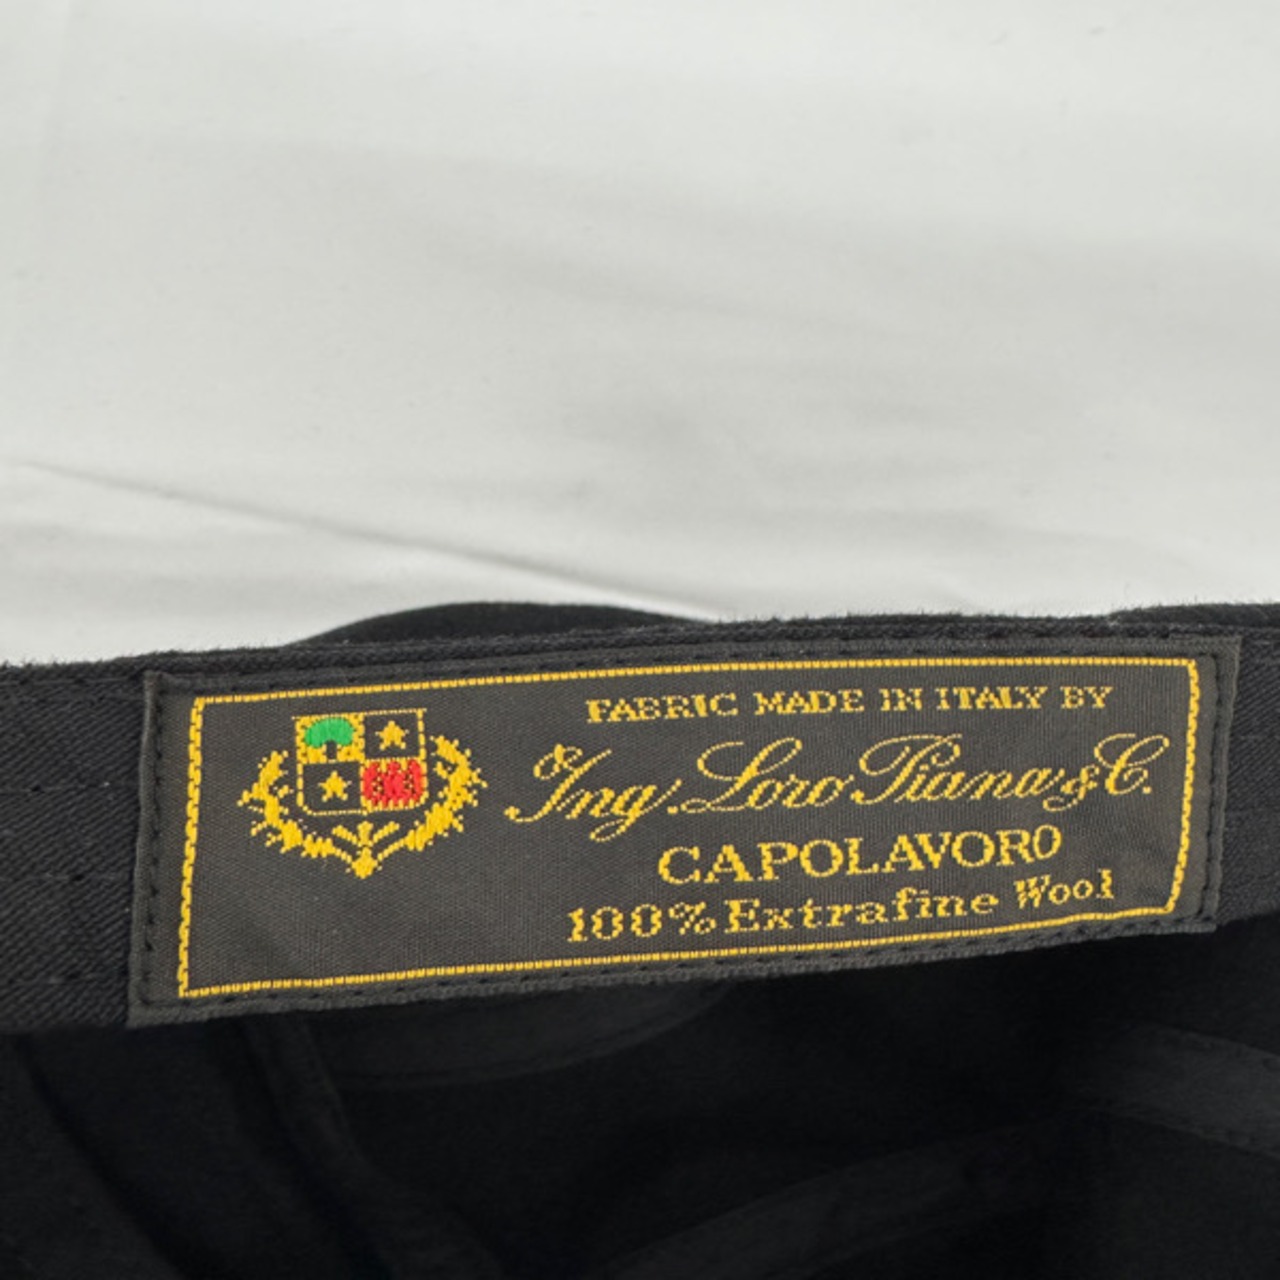 FABRIC MADE IN ITALY BY
Ing. Loro Piana & C.
CAPOLAVORO
100% Extrafine Wool